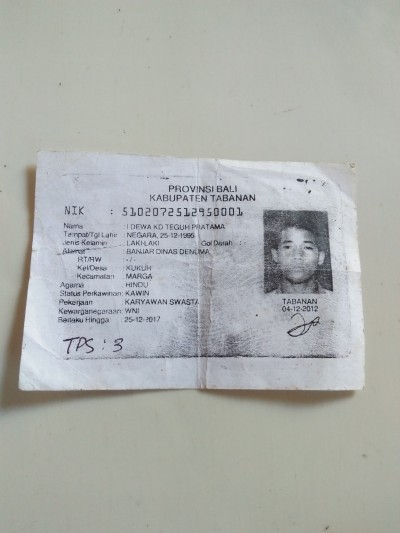 PROVINSI BALI
KABUPATEN TABANAN
NIK : 5102072512950001
Nama : I DEWA KD TEGUH PRATAMA
Tempat/Tgl Lahir : NEGARA, 25-12-1995
Jenis Kelamin : LAKI-LAKI Gol Darah : -
Alamat : BANJAR DINAS DENUMA
RT/RW : -/-
Kel/Desa : KUKUH
Kecamatan : MARGA
Agama : HINDU
Status Perkawinan: KAWIN
Pekerjaan : KARYAWAN SWASTA
Kewarganegaraan: WNI
Berlaku Hingga : 25-12-2017
TABANAN
04-12-2012
TPS : 3